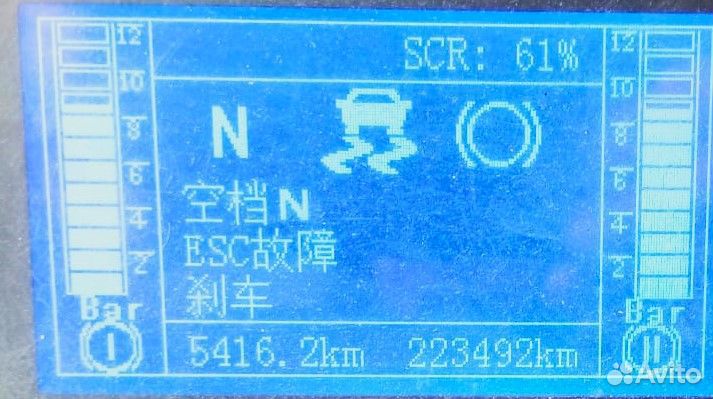 SCR: 61%
12 12
10 10
8 8
N
6 6
空档N
4 4
ESC故障
2 2
刹车
Bar Bar
5416.2km 223492km
I II
Avito